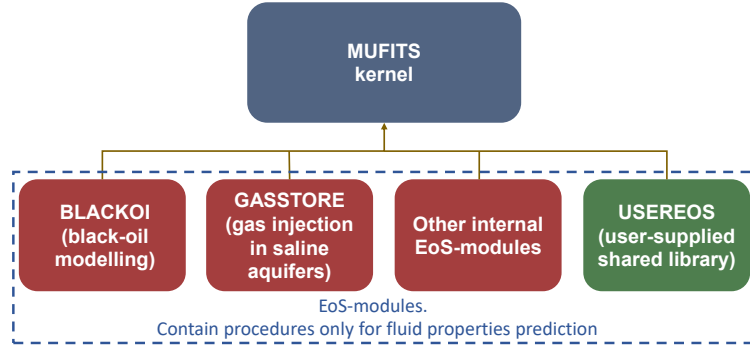 MUFITS
kernel
BLACKOI
(black-oil
modelling)
GASSTORE
(gas injection
in saline
aquifers)
Other internal
EoS-modules
USEREOS
(user-supplied
shared library)
EoS-modules.
Contain procedures only for fluid properties prediction